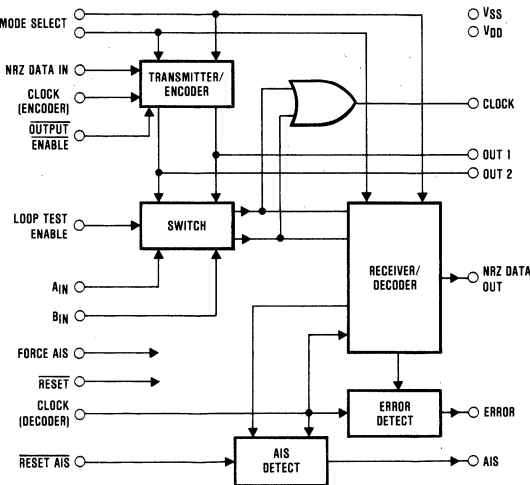 MODE SELECT
VSS
VDD
NRZ DATA IN
TRANSMITTER/
ENCODER
CLOCK
(ENCODER)
CLOCK
OUTPUT
ENABLE
OUT 1
OUT 2
LOOP TEST
ENABLE
SWITCH
RECEIVER/
DECODER
NRZ DATA
OUT
AIN
BIN
FORCE AIS
RESET
CLOCK
(DECODER)
ERROR
DETECT
ERROR
RESET AIS
AIS
DETECT
AIS